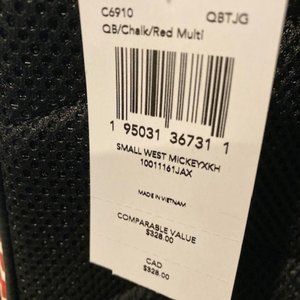 C6910 QBTJG
QB/Chalk/Red Multi
1 95031 36731 1
SMALL WEST MICKEYXKH
10011161JAX
MADE IN VIETNAM
COMPARABLE VALUE
$328.00
CAD
$328.00